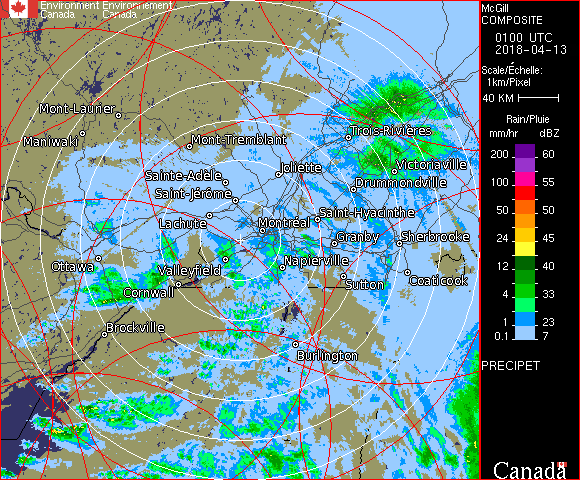 Environment Environnement
Canada Canada
McGill
COMPOSITE
0100 UTC
2018-04-13
Scale/Échelle:
1km/Pixel
40 KM
Rain/Pluie
mm/hr dBZ
200 60
100 55
50 50
24 45
12 40
4 33
1 23
0.1 7
PRECIPET
Canada
Mont-Laurier
Maniwaki
Mont-Tremblant
Trois-Rivières
Joliette
Victoriaville
Sainte-Adèle
Drummondville
Saint-Jérôme
Lachute
Saint-Hyacinthe
Montréal
Granby
Sherbrooke
Ottawa
Valleyfield
Napierville
Coaticook
Sutton
Cornwall
Brockville
Burlington